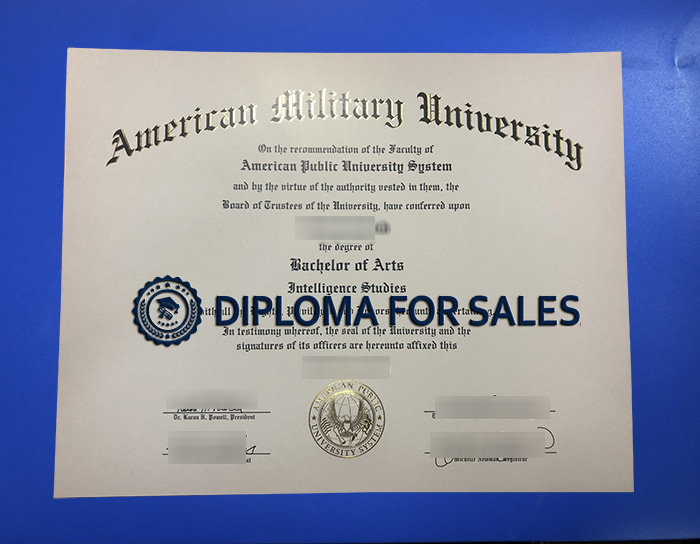 American Military University
On the recommendation of the Faculty of
American Public University System
and by the virtue of the authority vested in them, the
Board of Trustees of the University, have conferred upon
the degree of
Bachelor of Arts
Intelligence Studies
DIPLOMA FOR SALES
In testimony whereof, the seal of the University and the
signatures of its officers are hereunto affixed this
Dr. Karan H. Powell, President
AMERICAN PUBLIC
UNIVERSITY SYSTEM